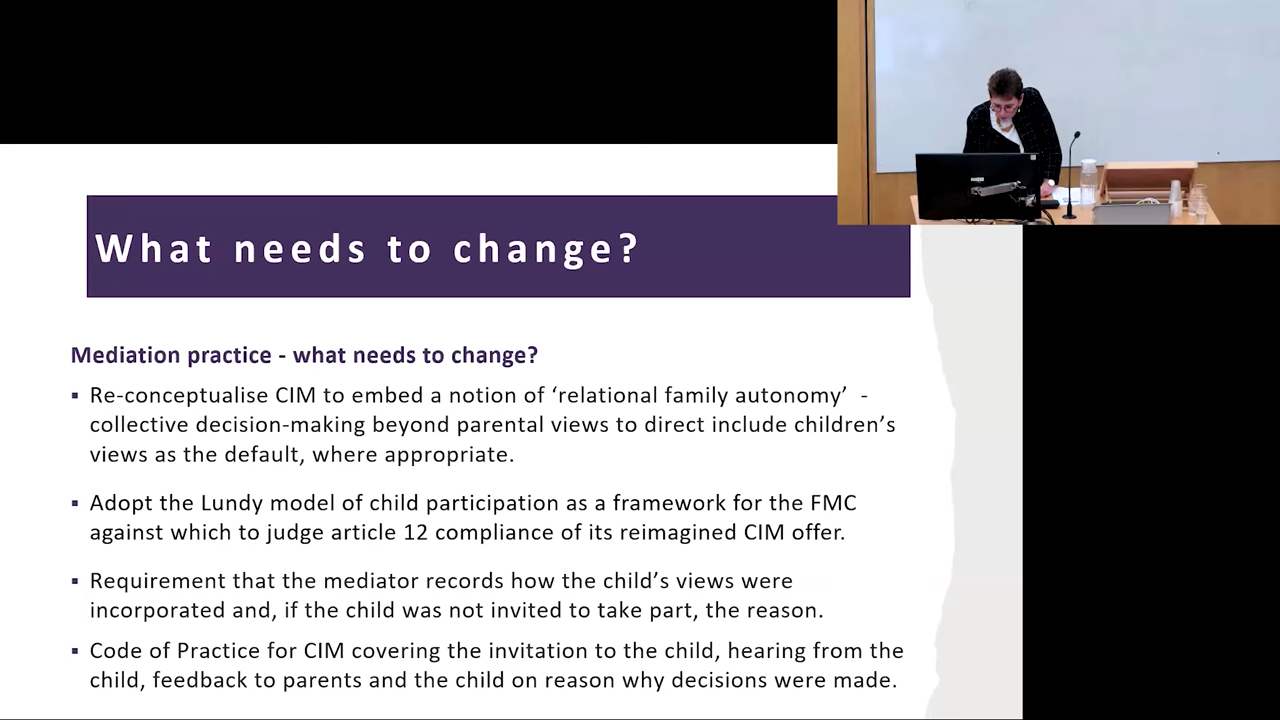 What needs to change?
Mediation practice - what needs to change?
▪ Re-conceptualise CIM to embed a notion of ‘relational family autonomy’ -
collective decision-making beyond parental views to direct include children’s
views as the default, where appropriate.
▪ Adopt the Lundy model of child participation as a framework for the FMC
against which to judge article 12 compliance of its reimagined CIM offer.
▪ Requirement that the mediator records how the child’s views were
incorporated and, if the child was not invited to take part, the reason.
▪ Code of Practice for CIM covering the invitation to the child, hearing from the
child, feedback to parents and the child on reason why decisions were made.